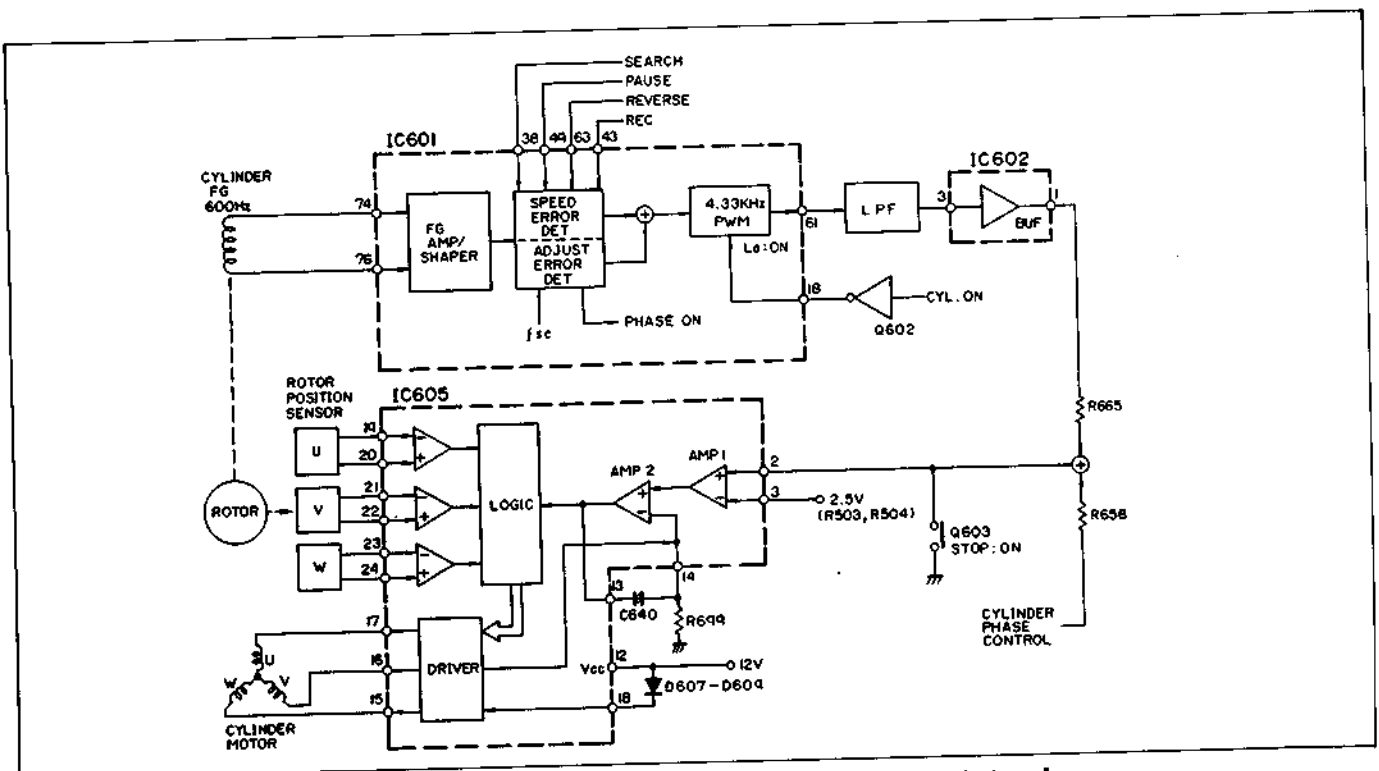 SEARCH
PAUSE
REVERSE
REC
IC601
38
49
63
43
IC602
CYLINDER
FG
600Hz
74
76
FG
AMP/
SHAPER
SPEED
ERROR
DET
ADJUST
ERROR
DET
+
4.33KHz
PWM
61
Lo:ON
LPF
3
1
BUF
18
CYL. ON
Q602
fsc
PHASE ON
ROTOR
POSITION
SENSOR
IC605
R665
19
20
U
- +
21
22
V
- +
23
24
W
- +
ROTOR
LOGIC
AMP 2
+ -
AMP 1
+ -
2
3
2.5V
(R503, R504)
+
R658
Q603
STOP: ON
13
14
C640
R699
CYLINDER
PHASE
CONTROL
17
16
15
DRIVER
Vcc
12
12V
18
D607-D609
U
W
V
CYLINDER
MOTOR